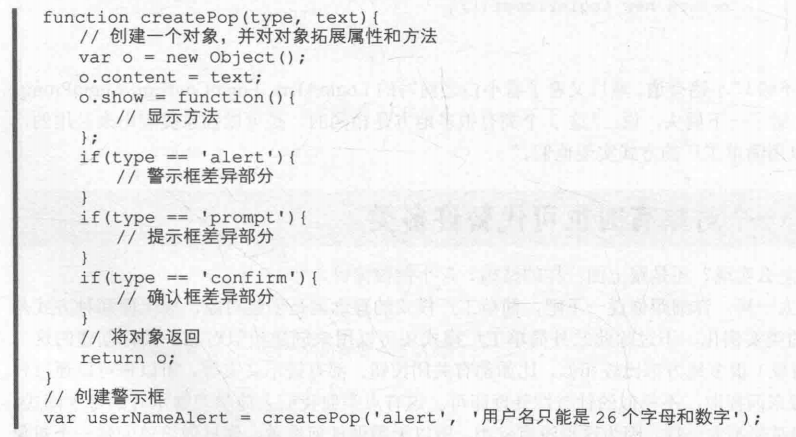 function createPop(type, text){
// 创建一个对象，并对对象拓展属性和方法
var o = new Object();
o.content = text;
o.show = function(){
// 显示方法
};
if(type == 'alert'){
// 警示框差异部分
}
if(type == 'prompt'){
// 提示框差异部分
}
if(type == 'confirm'){
// 确认框差异部分
}
// 将对象返回
return o;
}
// 创建警示框
var userNameAlert = createPop('alert', '用户名只能是26个字母和数字');